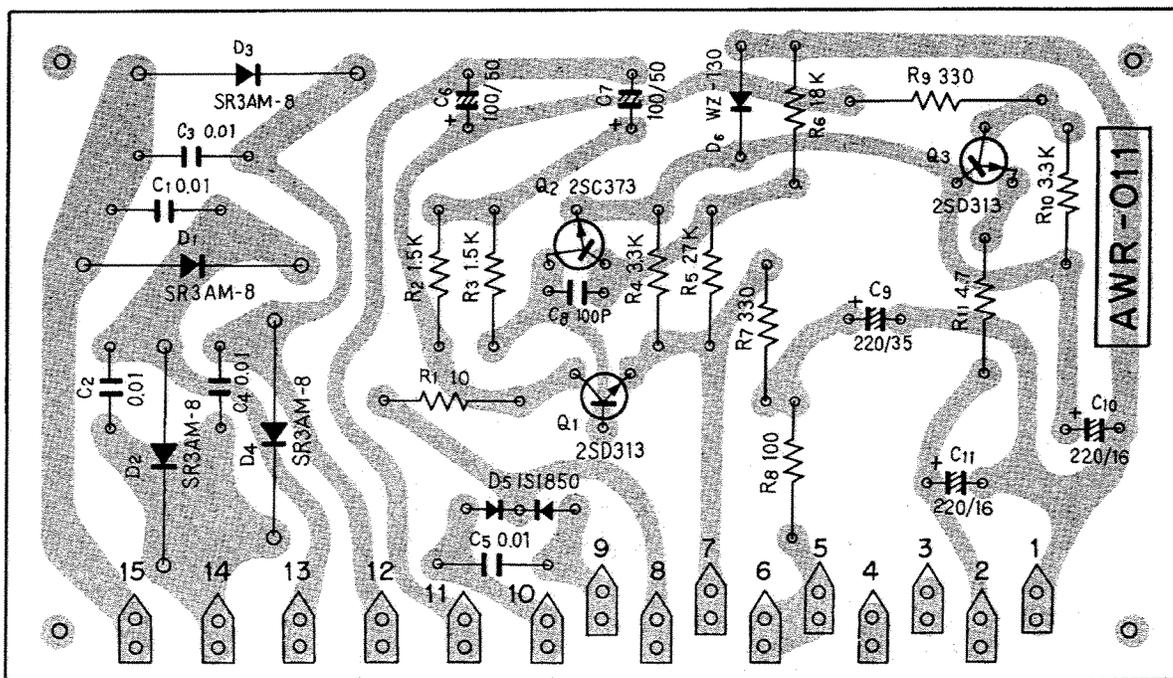 D3
SR3AM-8
C3 0.01
C1 0.01
D1
SR3AM-8
C2
0.01
D2
SR3AM-8
C4 0.01
D4
SR3AM-8
C6
100/50
+
C7
100/50
+
D6 WZ-130
R6 18K
R9 330
Q3
2SD313
R10 3.3K
AWR-011
Q2 2SC373
R2 1.5K
R3 1.5K
C8 100P
R4 3.3K
R5 27K
R7 330
+ C9
220/35
R11 4.7
R1 10
Q1
2SD313
R8 100
+ C10
220/16
+ C11
220/16
D5 1S1850
C5 0.01
15
14
13
12
11
10
9
8
7
6
5
4
3
2
1